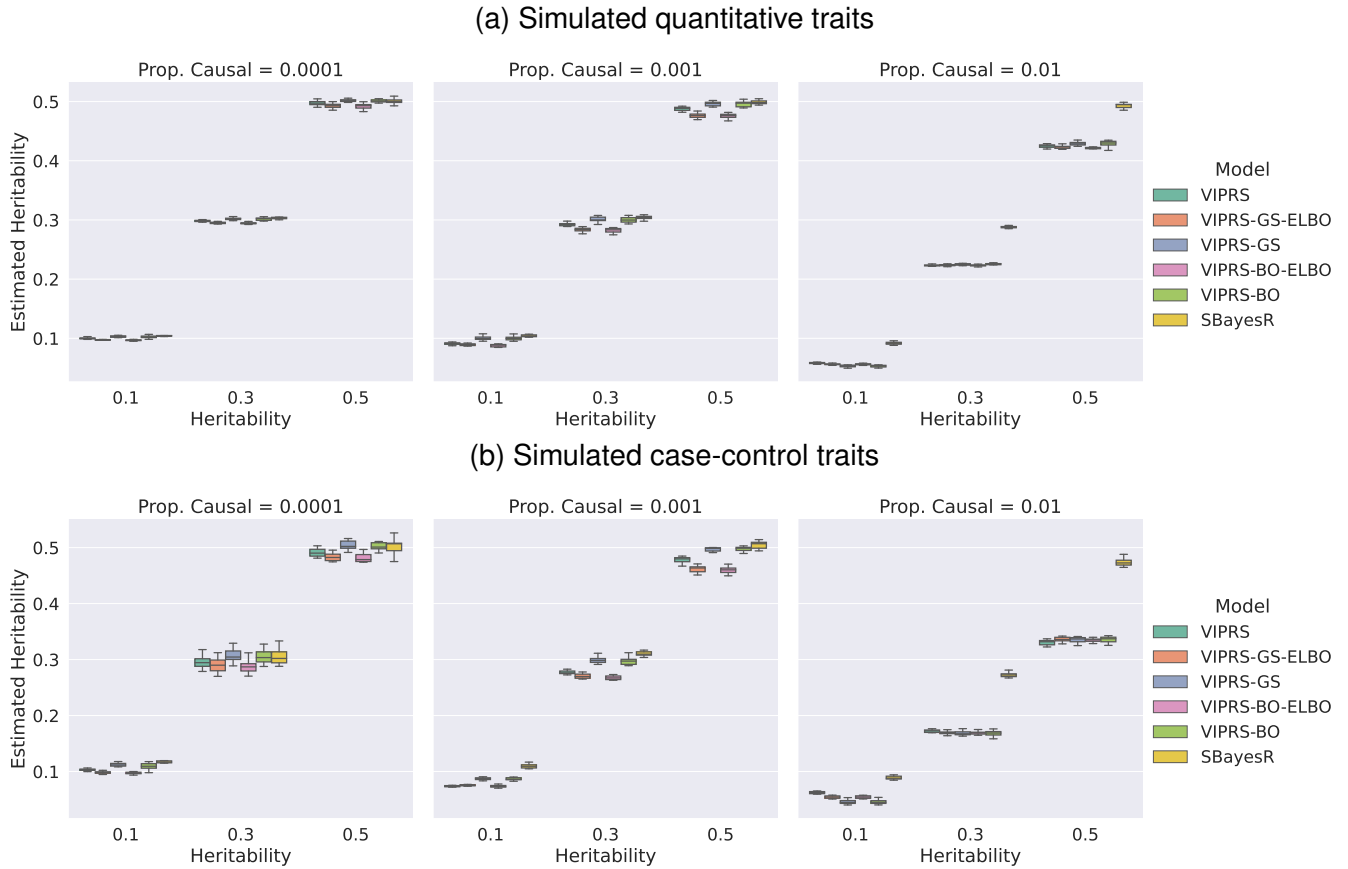 (a) Simulated quantitative traits
Prop. Causal = 0.0001
Prop. Causal = 0.001
Prop. Causal = 0.01
Estimated Heritability
0.5
0.4
0.3
0.2
0.1
0.1 0.3 0.5
0.1 0.3 0.5
0.1 0.3 0.5
Heritability
Heritability
Heritability
Model
VIPRS
VIPRS-GS-ELBO
VIPRS-GS
VIPRS-BO-ELBO
VIPRS-BO
SBayesR
(b) Simulated case-control traits
Prop. Causal = 0.0001
Prop. Causal = 0.001
Prop. Causal = 0.01
Estimated Heritability
0.5
0.4
0.3
0.2
0.1
0.1 0.3 0.5
0.1 0.3 0.5
0.1 0.3 0.5
Heritability
Heritability
Heritability
Model
VIPRS
VIPRS-GS-ELBO
VIPRS-GS
VIPRS-BO-ELBO
VIPRS-BO
SBayesR